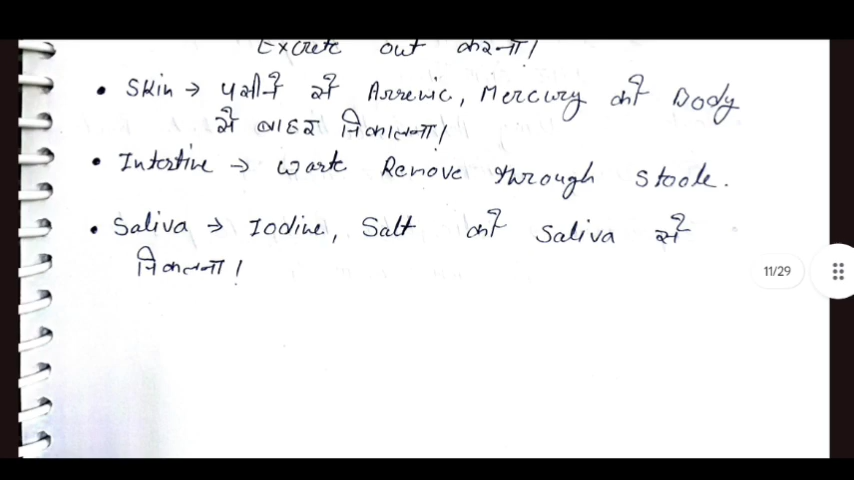 Excrete out करना।
• Skin → पसीने से Arsenic, Mercury को Body
से बाहर निकालना।
• Intestine → waste Remove through stoole.
• Saliva → Iodine, Salt को Saliva से
निकालना।
11/29